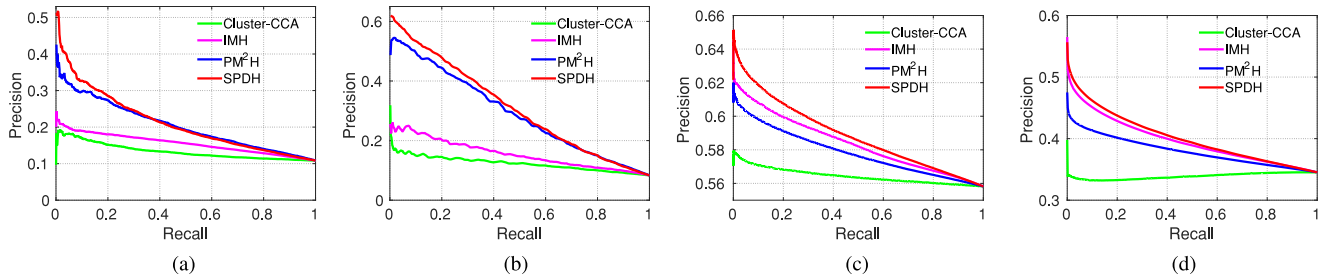 0.5
0.4
0.3
0.2
0.1
0
Precision
Cluster-CCA
IMH
PM²H
SPDH
0 0.2 0.4 0.6 0.8 1
Recall
(a)
0.6
0.4
0.2
0
Precision
Cluster-CCA
IMH
PM²H
SPDH
0 0.2 0.4 0.6 0.8 1
Recall
(b)
0.66
0.64
0.62
0.6
0.58
0.56
Precision
Cluster-CCA
IMH
PM²H
SPDH
0 0.2 0.4 0.6 0.8 1
Recall
(c)
0.6
0.5
0.4
0.3
Precision
Cluster-CCA
IMH
PM²H
SPDH
0 0.2 0.4 0.6 0.8 1
Recall
(d)